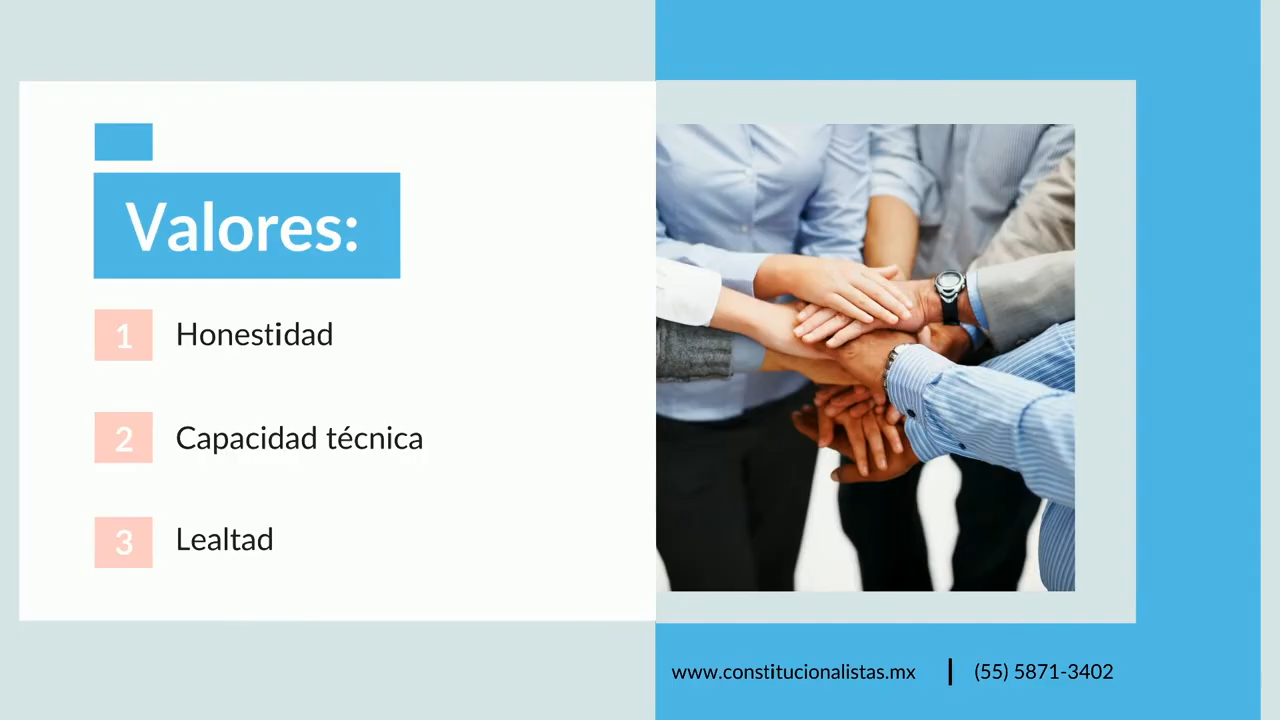 Valores:
1 Honestidad
2 Capacidad técnica
3 Lealtad
www.constitucionalistas.mx | (55) 5871-3402